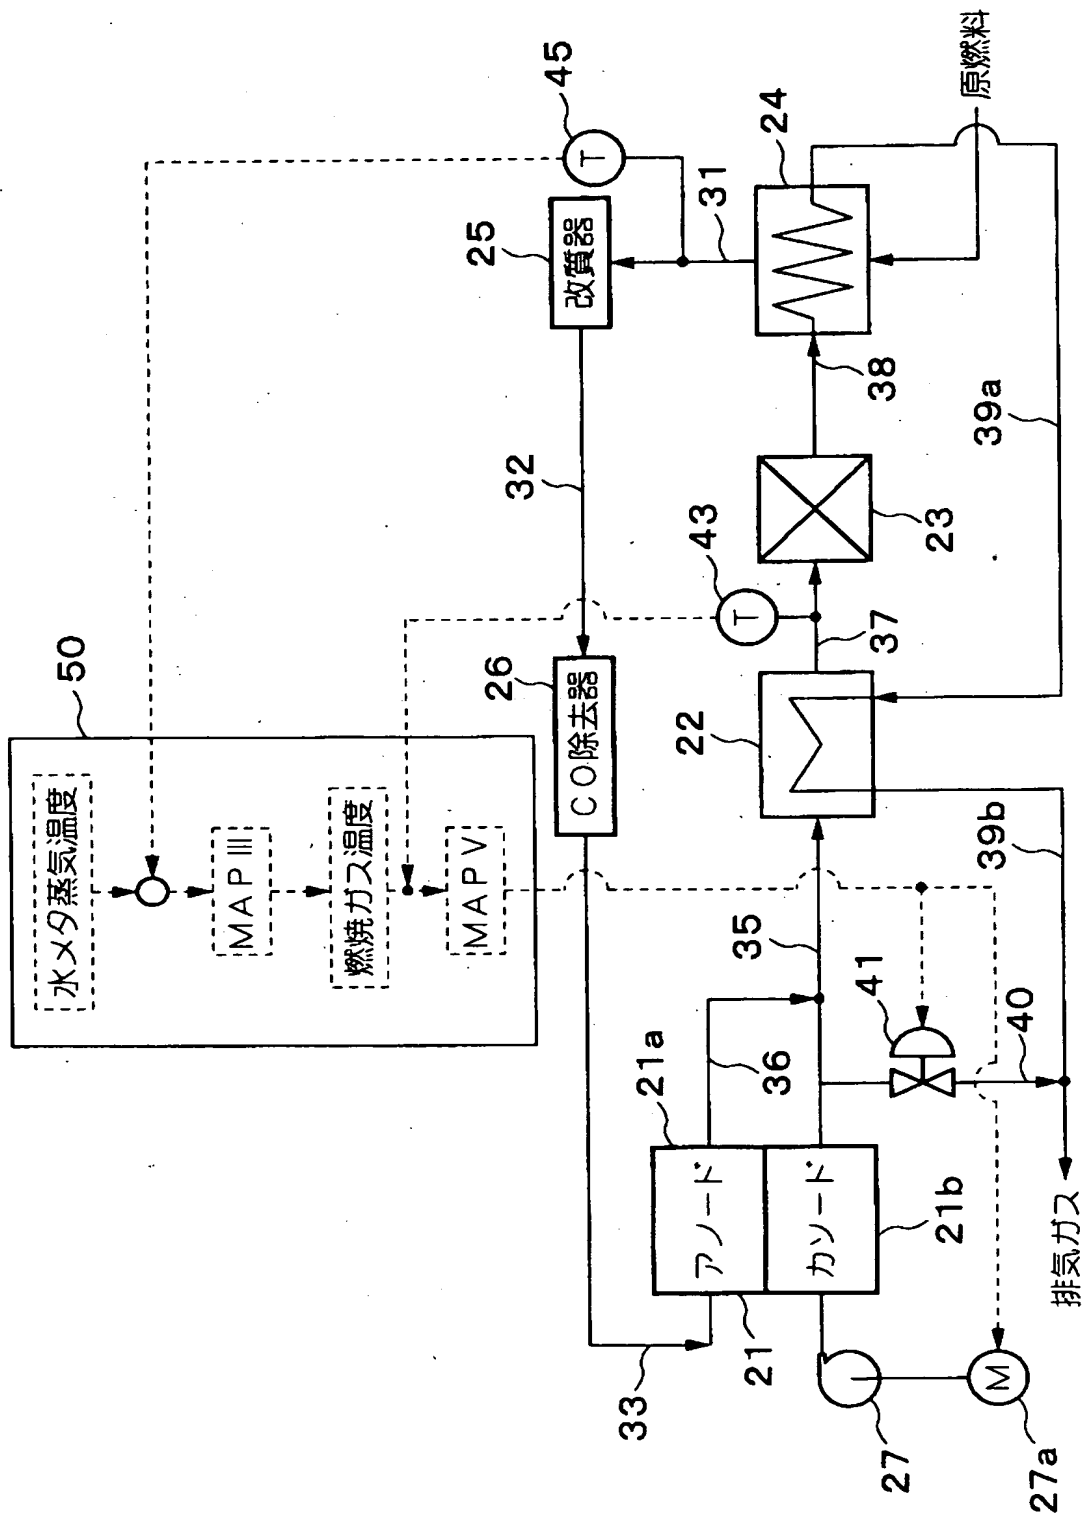 50
水メタ蒸気温度
MAP III
燃焼ガス温度
MAP V
45
T
25
改質器
31
24
原燃料
32
38
39a
43
T
23
26
CO除去器
37
22
39b
35
41
40
36
21a
アノード
カソード
21b
21
33
27
M
27a
排気ガス